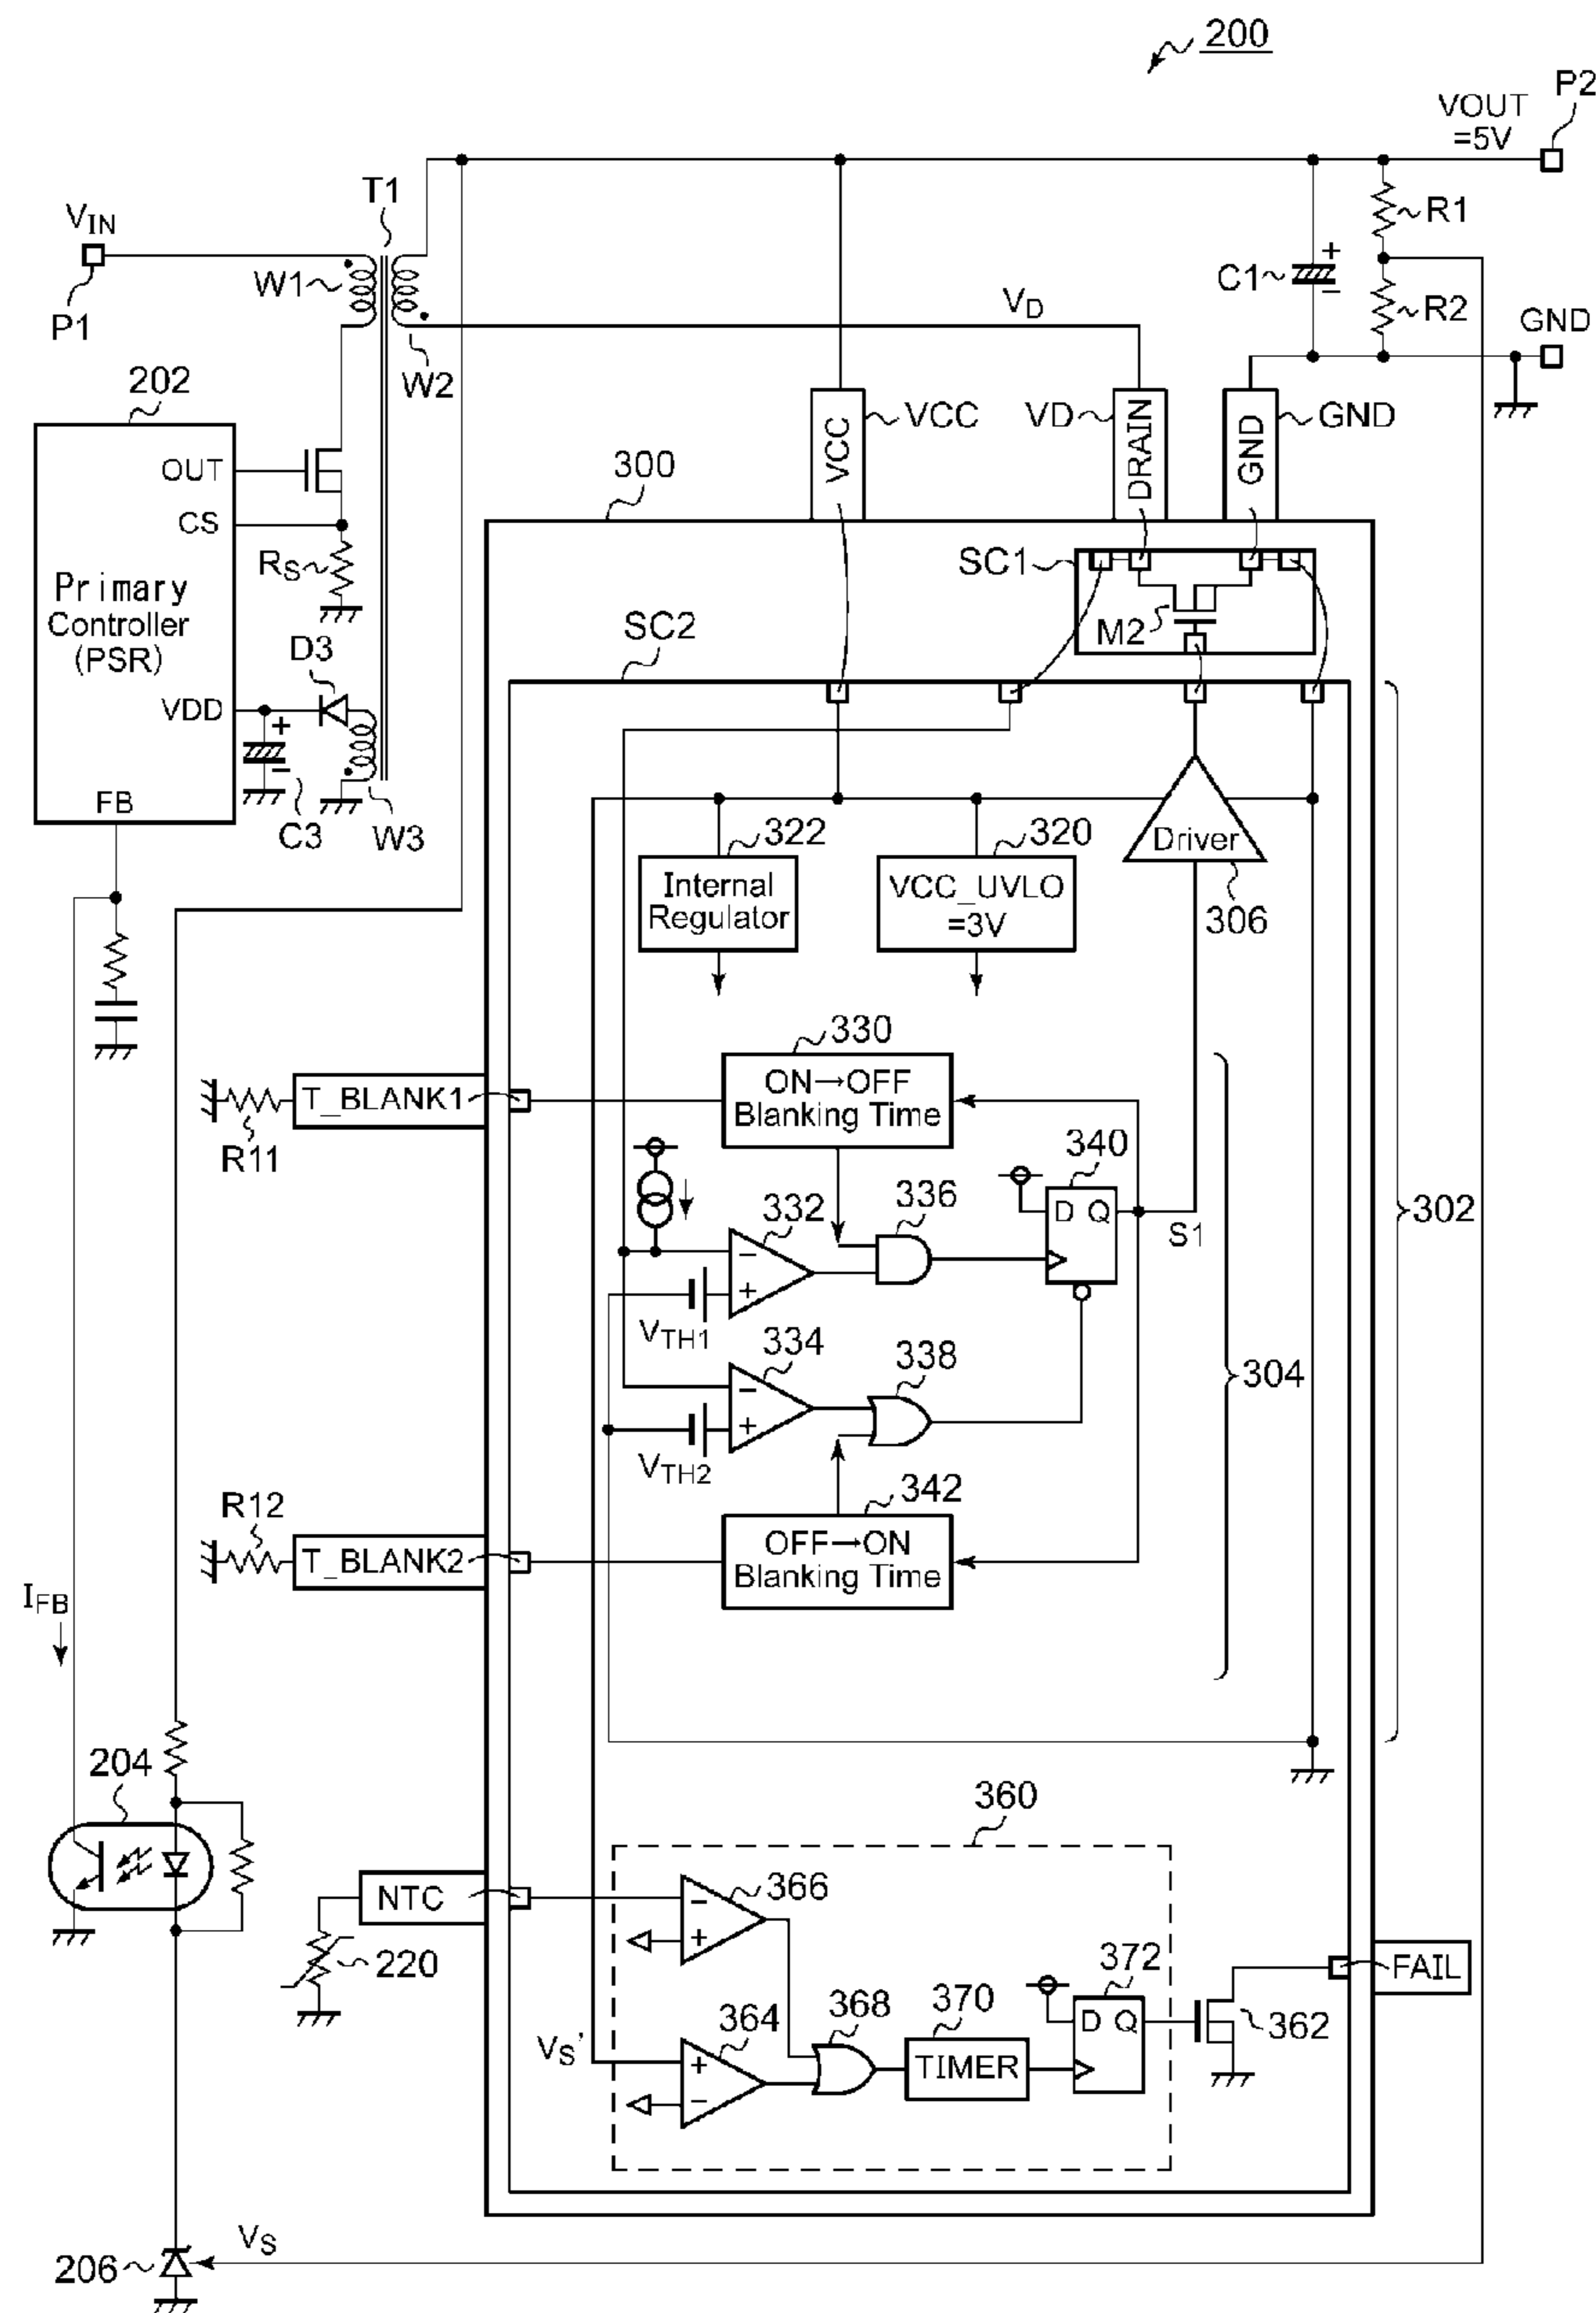 200
P2
VOUT
=5V
T1
VIN
R1
W1
C1
+
−
P1
VD
R2
GND
W2
202
VCC
VCC
VD
DRAIN
GND
GND
OUT
300
CS
SC1
RS
Primary
Controller
(PSR)
SC2
M2
D3
VDD
+
−
FB
C3
W3
322
320
Driver
Internal
Regulator
VCC_UVLO
=3V
306
330
ON→OFF
Blanking Time
T_BLANK1
R11
340
336
332
D Q
302
S1
−
+
VTH1
334
338
304
−
+
VTH2
342
R12
OFF→ON
Blanking Time
T_BLANK2
IFB
204
360
366
NTC
−
+
220
372
FAIL
370
368
364
D Q
362
VS'
+
TIMER
−
VS
206